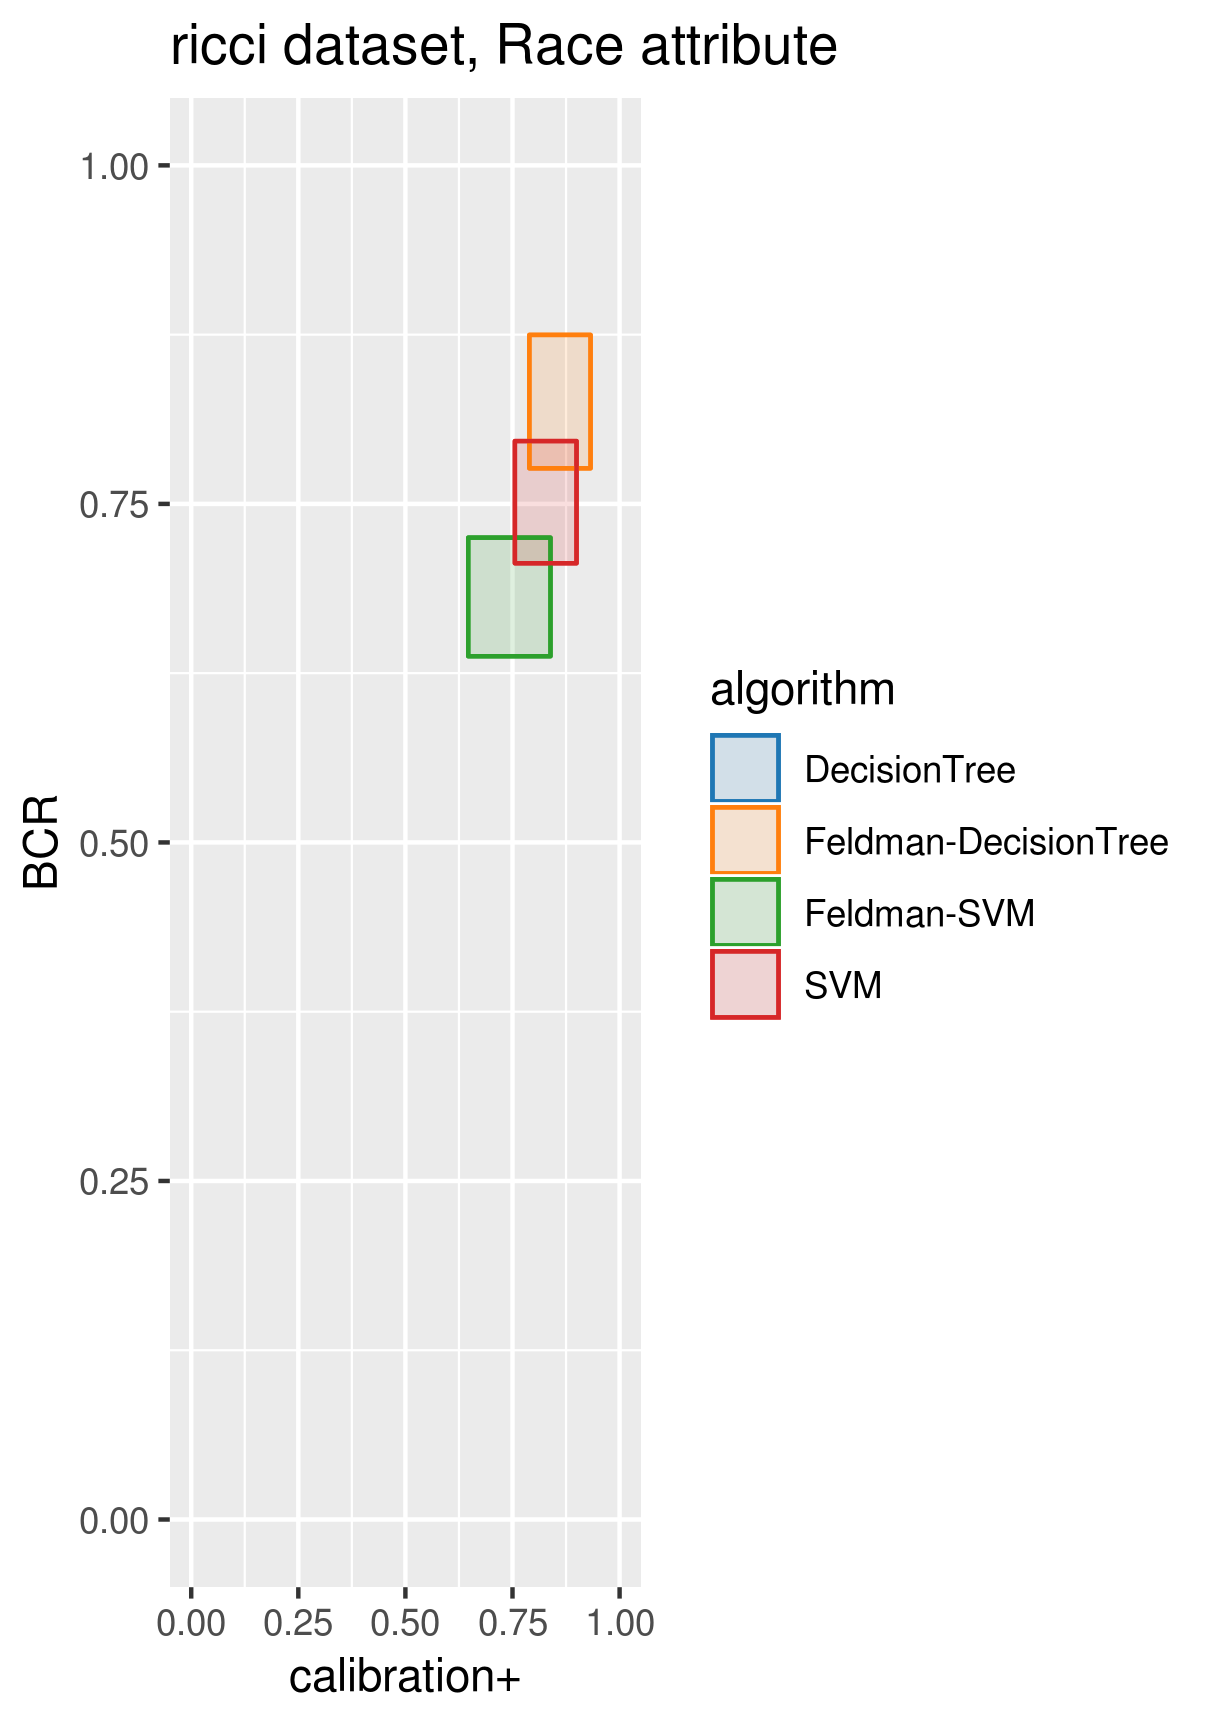 ricci dataset, Race attribute
1.00
0.75
0.50
0.25
0.00
BCR
0.00 0.25 0.50 0.75 1.00
calibration+
algorithm
DecisionTree
Feldman-DecisionTree
Feldman-SVM
SVM